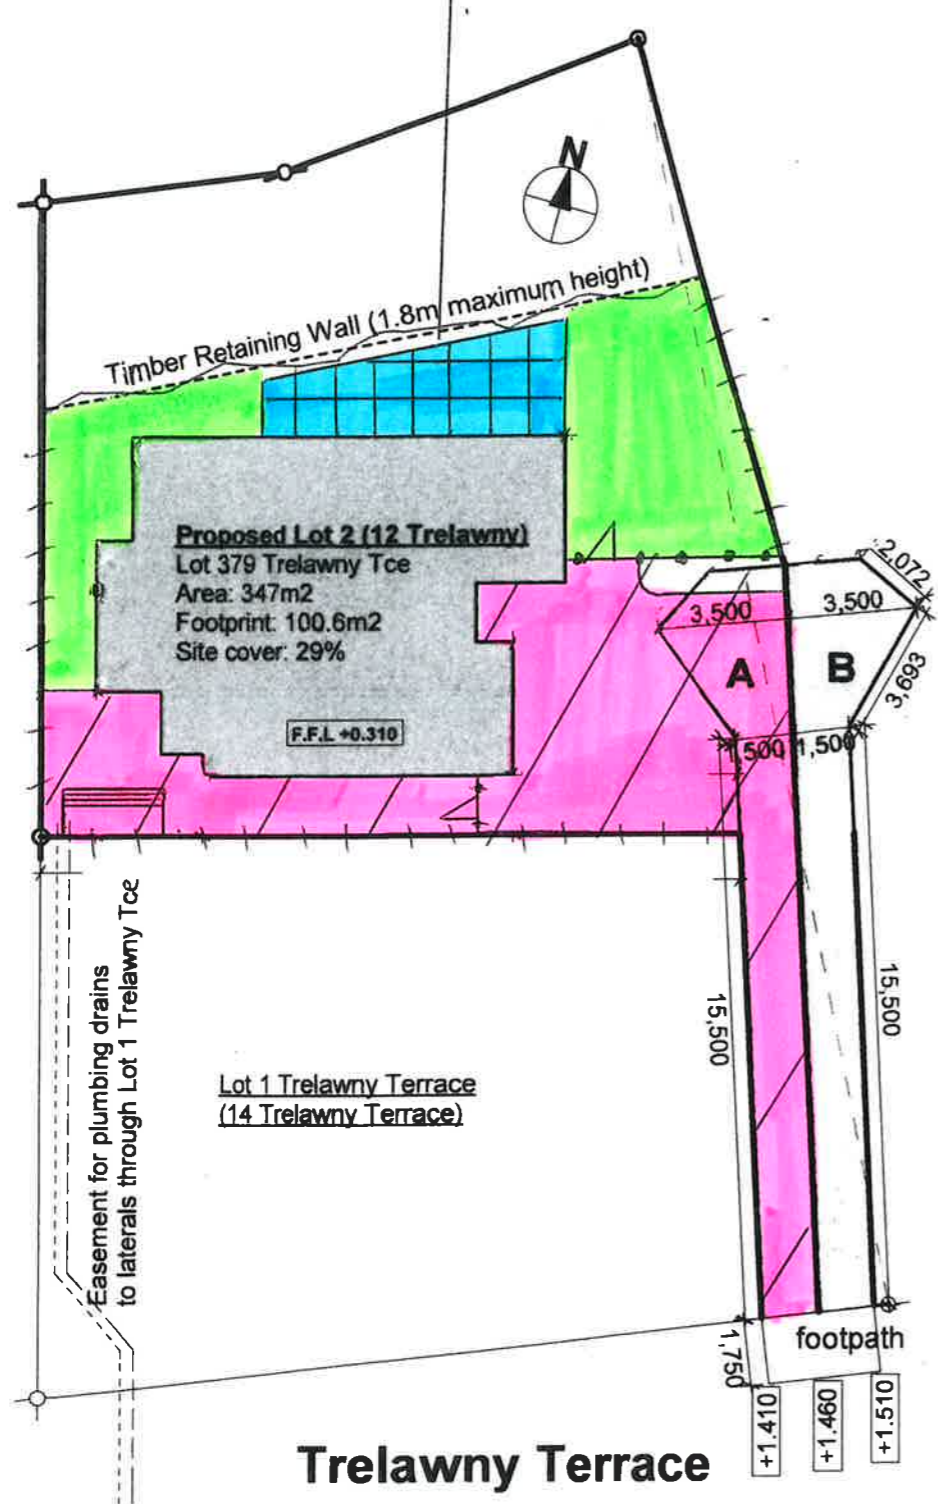 N
Timber Retaining Wall (1.8m maximum height)
Proposed Lot 2 (12 Trelawny)
Lot 379 Trelawny Tce
Area: 347m2
Footprint: 100.6m2
Site cover: 29%
F.F.L +0.310
2,072
3,500
3,500
A
B
3,693
1,500
1,500
15,500
15,500
Easement for plumbing drains
to laterals through Lot 1 Trelawny Tce
Lot 1 Trelawny Terrace
(14 Trelawny Terrace)
footpath
1,750
+1.410
+1.460
+1.510
Trelawny Terrace